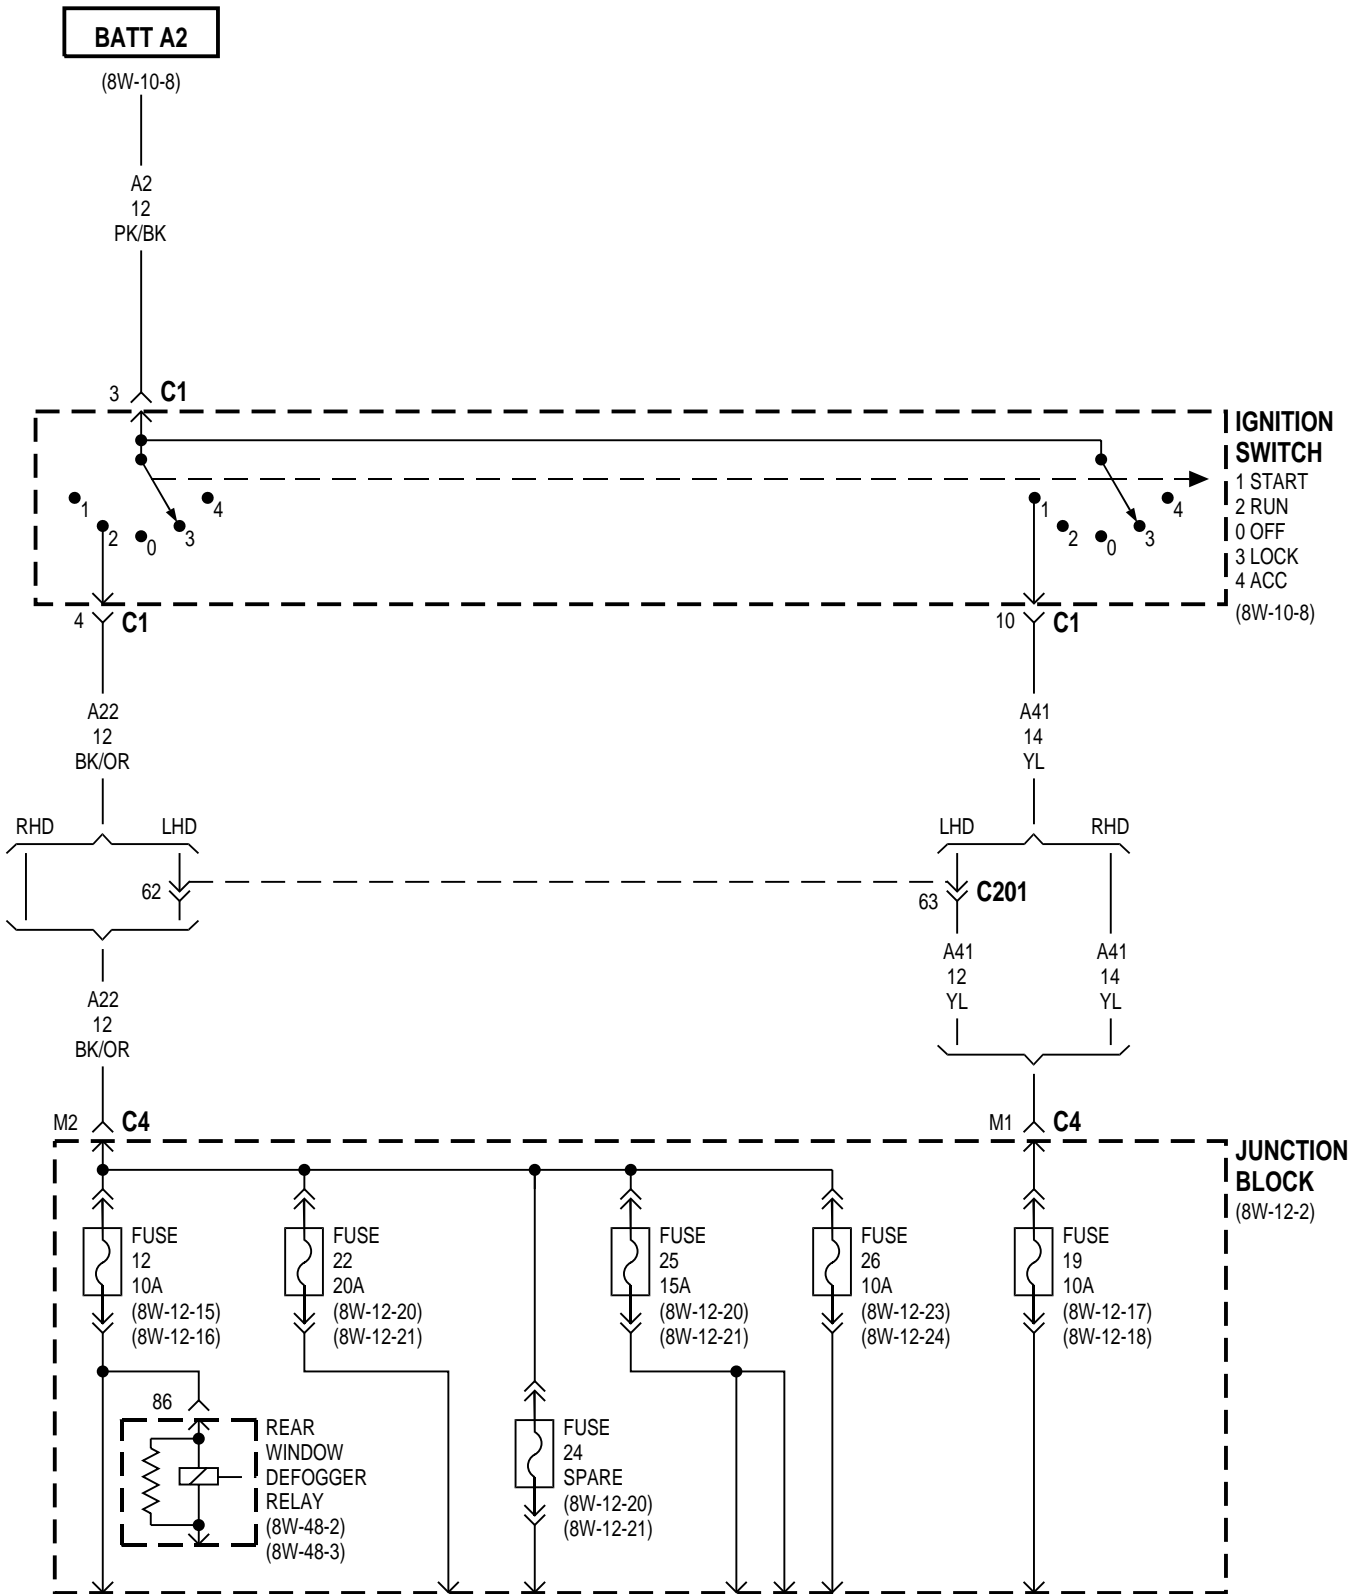 BATT A2
(8W-10-8)
A2
12
PK/BK
3
C1
IGNITION
SWITCH
1 START
2 RUN
0 OFF
3 LOCK
4 ACC
(8W-10-8)
1
2
0
3
4
1
2
0
3
4
4
C1
10
C1
A22
12
BK/OR
A41
14
YL
RHD
LHD
LHD
RHD
62
63
C201
A22
12
BK/OR
A41
12
YL
A41
14
YL
M2
C4
M1
C4
JUNCTION
BLOCK
(8W-12-2)
FUSE
12
10A
(8W-12-15)
(8W-12-16)
FUSE
22
20A
(8W-12-20)
(8W-12-21)
FUSE
25
15A
(8W-12-20)
(8W-12-21)
FUSE
26
10A
(8W-12-23)
(8W-12-24)
FUSE
19
10A
(8W-12-17)
(8W-12-18)
86
REAR
WINDOW
DEFOGGER
RELAY
(8W-48-2)
(8W-48-3)
FUSE
24
SPARE
(8W-12-20)
(8W-12-21)